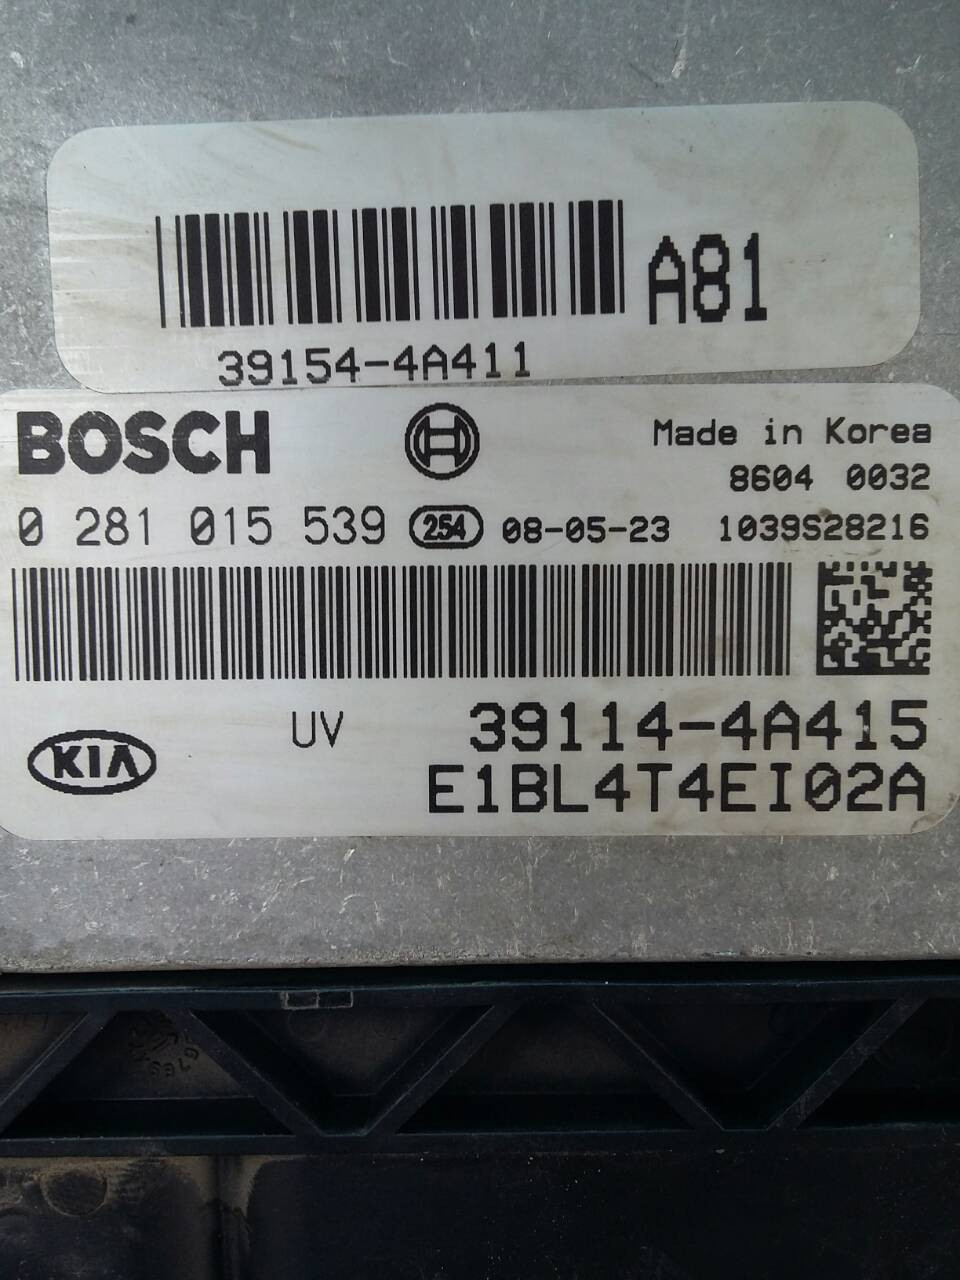 A81
39154-4A411
BOSCH
Made in Korea
8604 0032
0 281 015 539 254 08-05-23 1039S28216
UV 39114-4A415
KIA
E1BL4T4EI02A